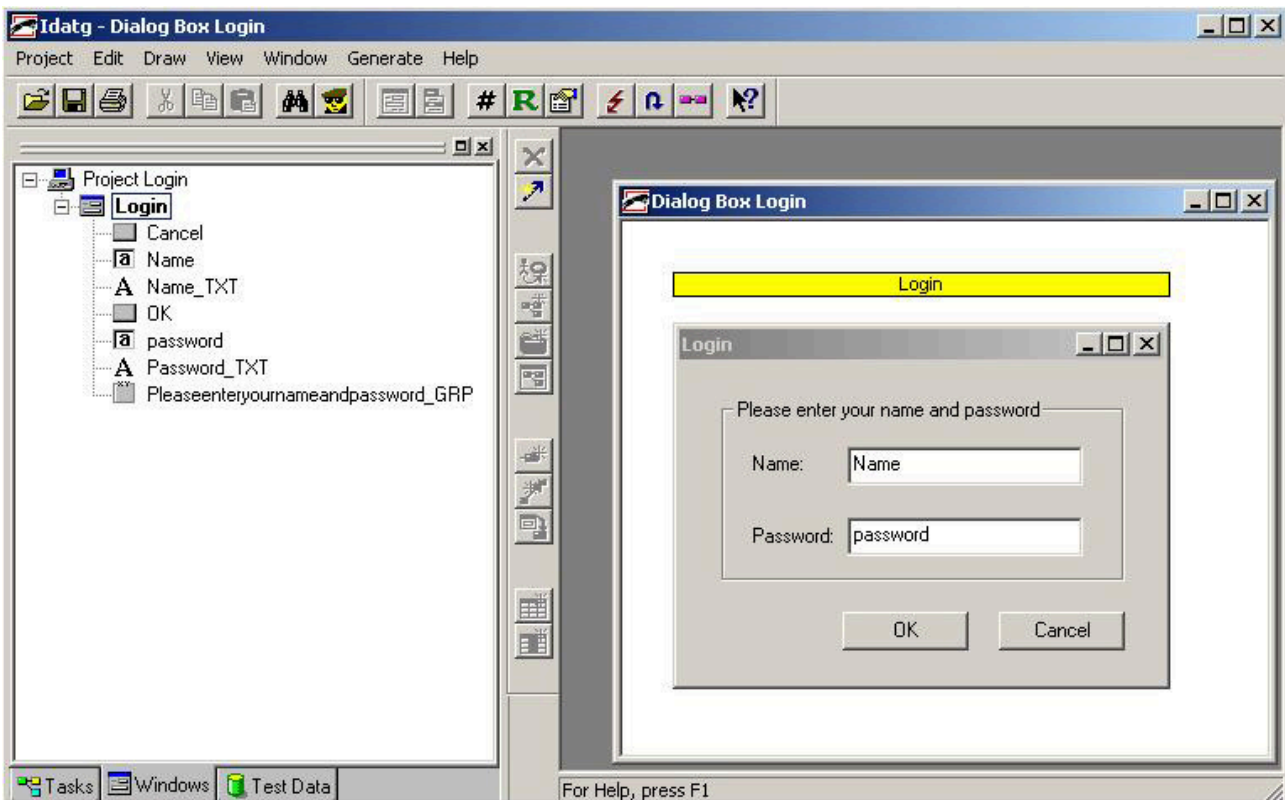 Idatg - Dialog Box Login
Project Edit Draw View Window Generate Help
# R
Project Login
Login
Cancel
a Name
A Name_TXT
OK
a password
A Password_TXT
XY Pleaseenteryournameandpassword_GRP
Tasks Windows Test Data
Dialog Box Login
Login
Login
Please enter your name and password
Name: Name
Password: password
OK Cancel
For Help, press F1